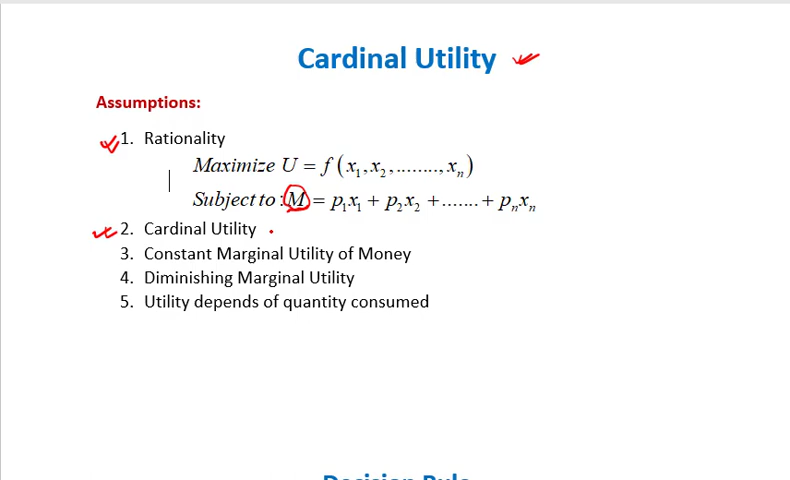 Cardinal Utility
Assumptions:
1. Rationality
Maximize U = f(x₁, x₂, ........, xₙ)
Subject to : M = p₁x₁ + p₂x₂ + ....... + pₙxₙ
2. Cardinal Utility
3. Constant Marginal Utility of Money
4. Diminishing Marginal Utility
5. Utility depends of quantity consumed